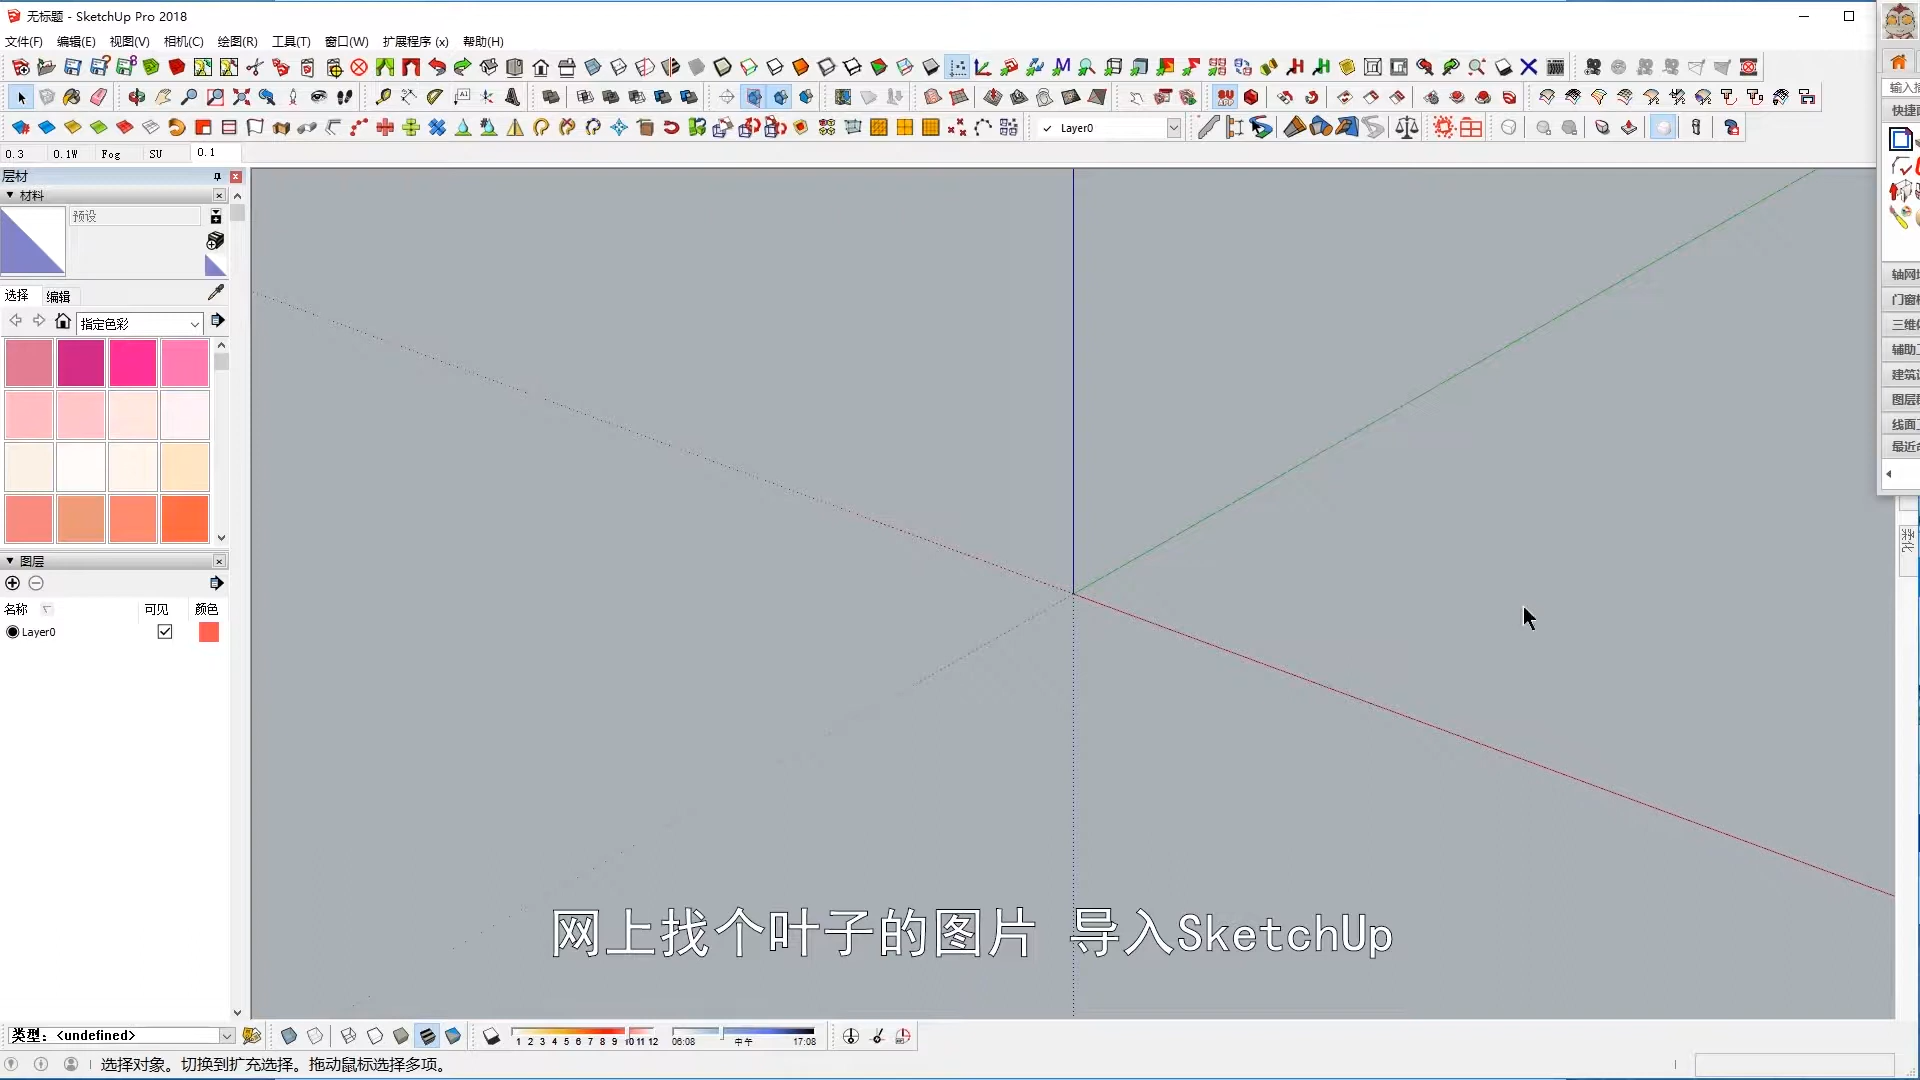 无标题 - SketchUp Pro 2018
文件(F) 编辑(E) 视图(V) 相机(C) 绘图(R) 工具(T) 窗口(W) 扩展程序 (x) 帮助(H)
Layer0
0.3 0.1W Fog SU 0.1
层材
材料
预设
选择 编辑
指定色彩
图层
名称 可见 颜色
Layer0
快捷
轴网
三维
辅助
图层
线面
最近
柔化
网上找个叶子的图片 导入SketchUp
类型: <undefined>
1 2 3 4 5 6 7 8 9 10 11 12 06:08 中午 17:08
选择对象。切换到扩充选择。拖动鼠标选择多项。